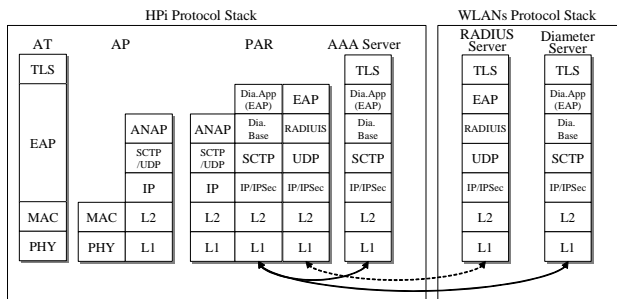 HPi Protocol Stack WLANs Protocol Stack
AT AP PAR AAA Server RADIUS Server Diameter Server
TLS TLS TLS TLS
EAP Dia.App (EAP) EAP Dia.App (EAP) EAP Dia.App (EAP)
ANAP ANAP Dia. Base RADIUIS Dia. Base RADIUIS Dia. Base
SCTP /UDP SCTP /UDP SCTP UDP SCTP UDP SCTP
IP IP IP/IPSec IP/IPSec IP/IPSec IP/IPSec IP/IPSec
MAC MAC L2 L2 L2 L2 L2 L2 L2
PHY PHY L1 L1 L1 L1 L1 L1 L1